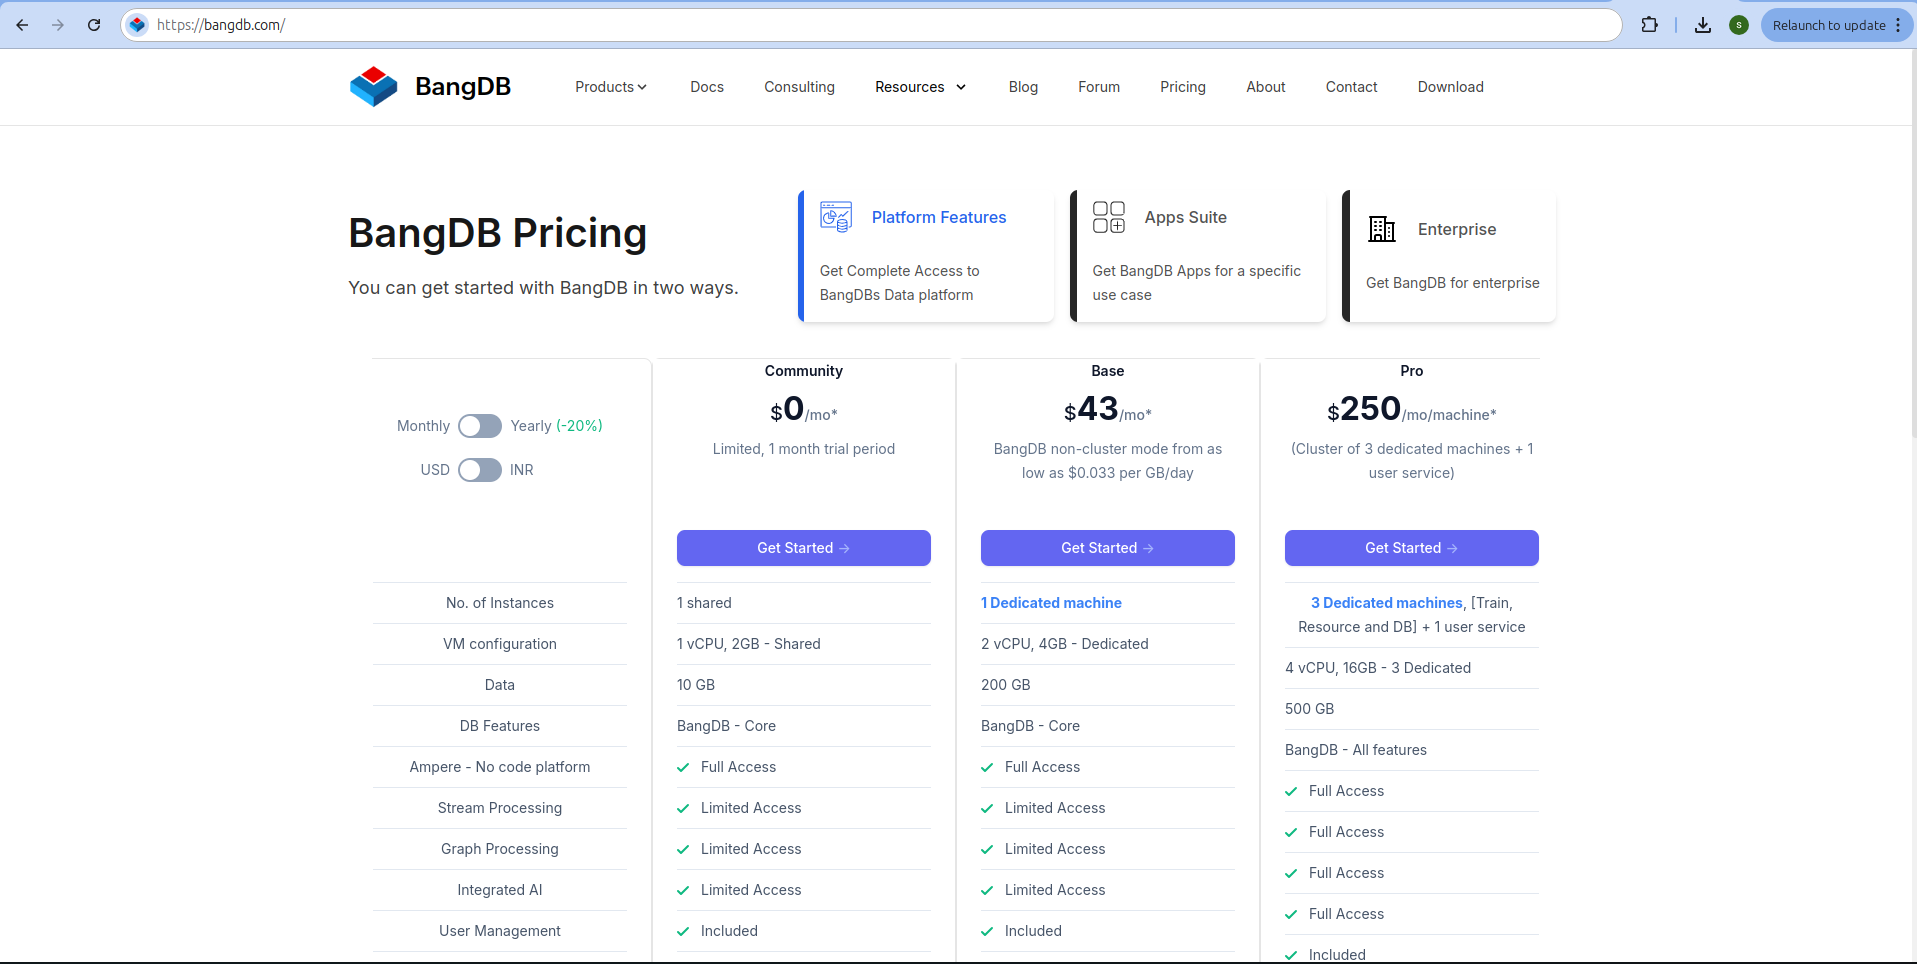 https://bangdb.com/
S
Relaunch to update
BangDB
Products
Docs
Consulting
Resources
Blog
Forum
Pricing
About
Contact
Download
BangDB Pricing
You can get started with BangDB in two ways.
Platform Features
Get Complete Access to
BangDBs Data platform
Apps Suite
Get BangDB Apps for a specific
use case
Enterprise
Get BangDB for enterprise
Monthly Yearly (-20%)
USD INR
Community
$0/mo*
Limited, 1 month trial period
Get Started →
Base
$43/mo*
BangDB non-cluster mode from as
low as $0.033 per GB/day
Get Started →
Pro
$250/mo/machine*
(Cluster of 3 dedicated machines + 1
user service)
Get Started →
No. of Instances
VM configuration
Data
DB Features
Ampere - No code platform
Stream Processing
Graph Processing
Integrated AI
User Management
1 shared
1 vCPU, 2GB - Shared
10 GB
BangDB - Core
Full Access
Limited Access
Limited Access
Limited Access
Included
1 Dedicated machine
2 vCPU, 4GB - Dedicated
200 GB
BangDB - Core
Full Access
Limited Access
Limited Access
Limited Access
Included
3 Dedicated machines, [Train,
Resource and DB] + 1 user service
4 vCPU, 16GB - 3 Dedicated
500 GB
BangDB - All features
Full Access
Full Access
Full Access
Full Access
Included